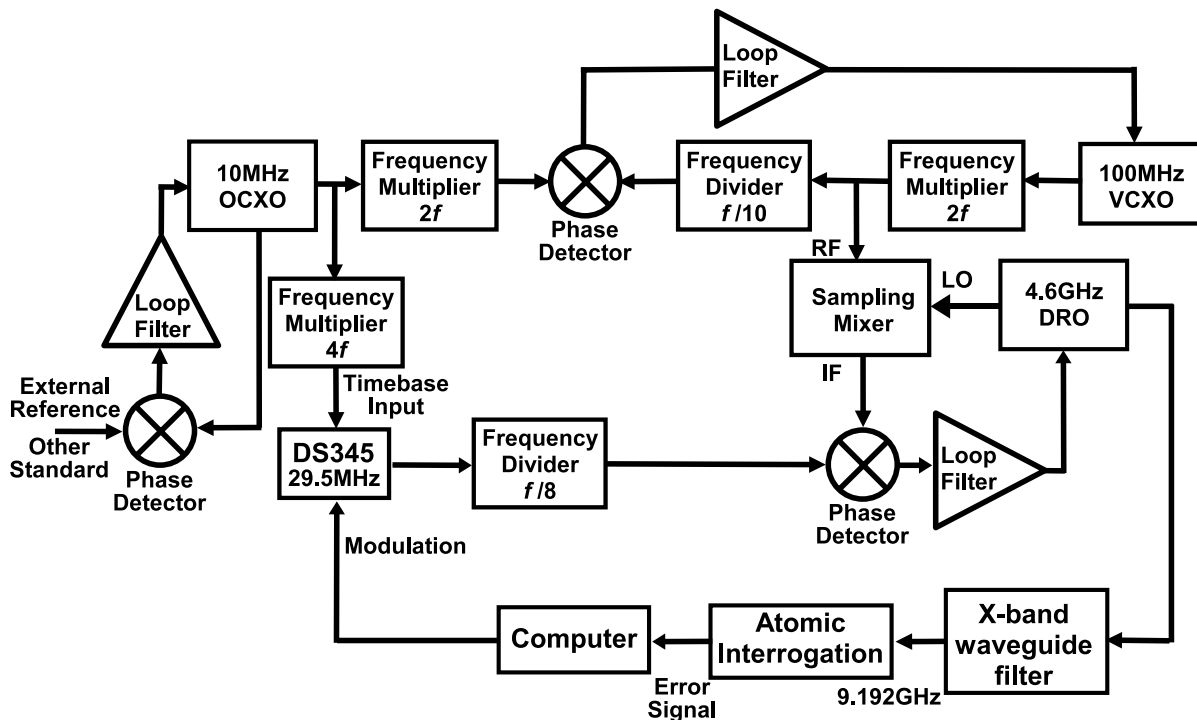 Loop
Filter
10MHz
OCXO
Frequency
Multiplier
2f
Phase
Detector
Frequency
Divider
f /10
Frequency
Multiplier
2f
100MHz
VCXO
Loop
Filter
Frequency
Multiplier
4f
RF
Sampling
Mixer
LO
4.6GHz
DRO
IF
External
Reference
Other
Standard
Phase
Detector
Timebase
Input
DS345
29.5MHz
Frequency
Divider
f /8
Phase
Detector
Loop
Filter
Modulation
Computer
Error
Signal
Atomic
Interrogation
9.192GHz
X-band
waveguide
filter